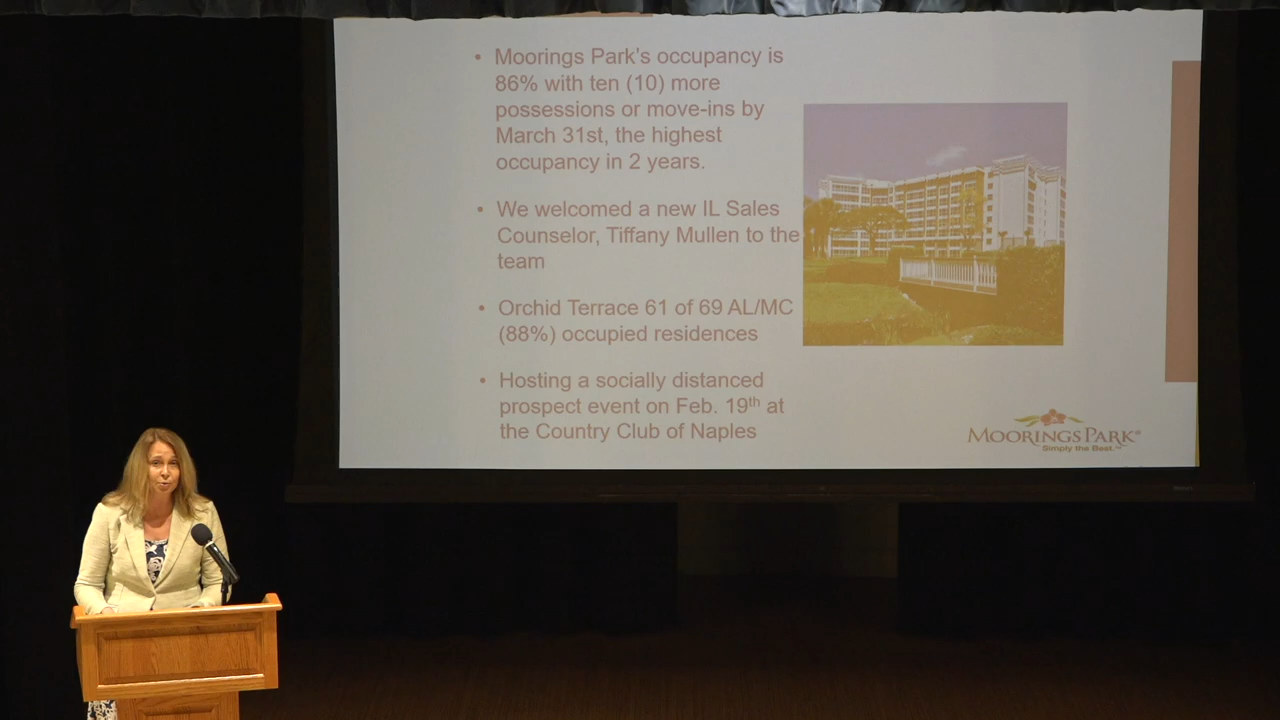 • Moorings Park's occupancy is
86% with ten (10) more
possessions or move-ins by
March 31st, the highest
occupancy in 2 years.
• We welcomed a new IL Sales
Counselor, Tiffany Mullen to the
team
• Orchid Terrace 61 of 69 AL/MC
(88%) occupied residences
• Hosting a socially distanced
prospect event on Feb. 19th at
the Country Club of Naples
MOORINGS PARK®
Simply the Best.™